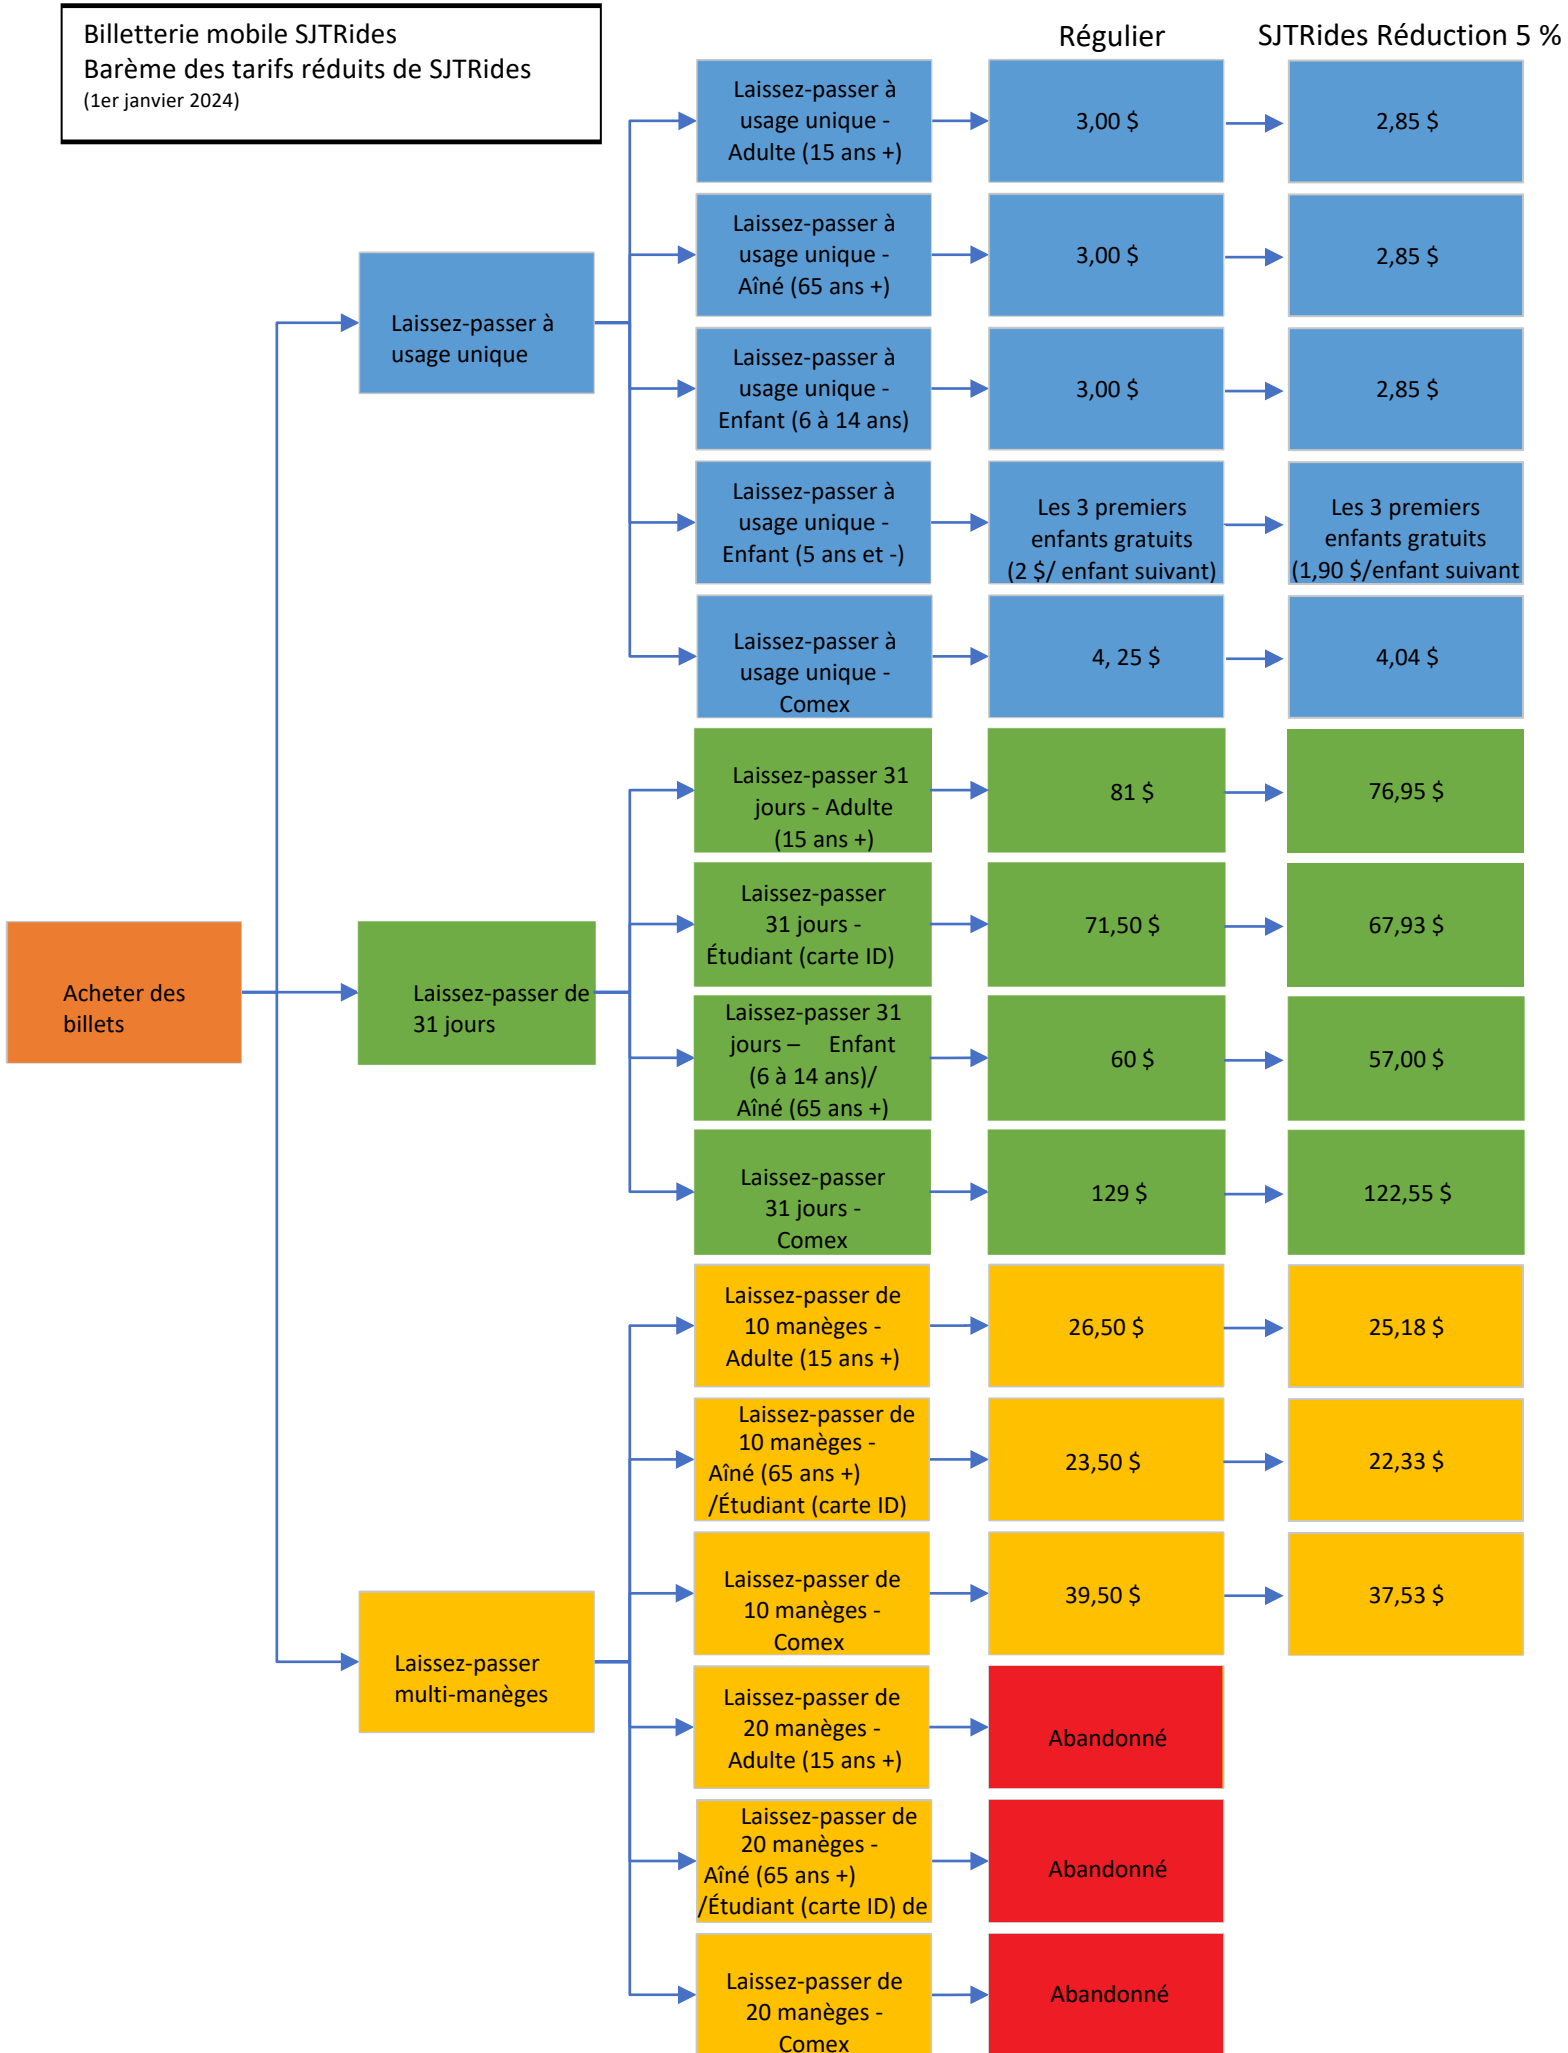 Billetterie mobile SJTRides
Barème des tarifs réduits de SJTRides
(1er janvier 2024)
Régulier
SJTRides Réduction 5 %
Laissez-passer à
usage unique -
Adulte (15 ans +)
3,00 $
2,85 $
Laissez-passer à
usage unique -
Aîné (65 ans +)
3,00 $
2,85 $
Laissez-passer à
usage unique
Laissez-passer à
usage unique -
Enfant (6 à 14 ans)
3,00 $
2,85 $
Laissez-passer à
usage unique -
Enfant (5 ans et -)
Les 3 premiers
enfants gratuits
(2 $/ enfant suivant)
Les 3 premiers
enfants gratuits
(1,90 $/enfant suivant
Laissez-passer à
usage unique -
Comex
4, 25 $
4,04 $
Laissez-passer 31
jours - Adulte
(15 ans +)
81 $
76,95 $
Laissez-passer
31 jours -
Étudiant (carte ID)
71,50 $
67,93 $
Acheter des
billets
Laissez-passer de
31 jours
Laissez-passer 31
jours – Enfant
(6 à 14 ans)/
Aîné (65 ans +)
60 $
57,00 $
Laissez-passer
31 jours -
Comex
129 $
122,55 $
Laissez-passer de
10 manèges -
Adulte (15 ans +)
26,50 $
25,18 $
Laissez-passer de
10 manèges -
Aîné (65 ans +)
/Étudiant (carte ID)
23,50 $
22,33 $
Laissez-passer de
10 manèges -
Comex
39,50 $
37,53 $
Laissez-passer
multi-manèges
Laissez-passer de
20 manèges -
Adulte (15 ans +)
Abandonné
Laissez-passer de
20 manèges -
Aîné (65 ans +)
/Étudiant (carte ID) de
Abandonné
Laissez-passer de
20 manèges -
Comex
Abandonné